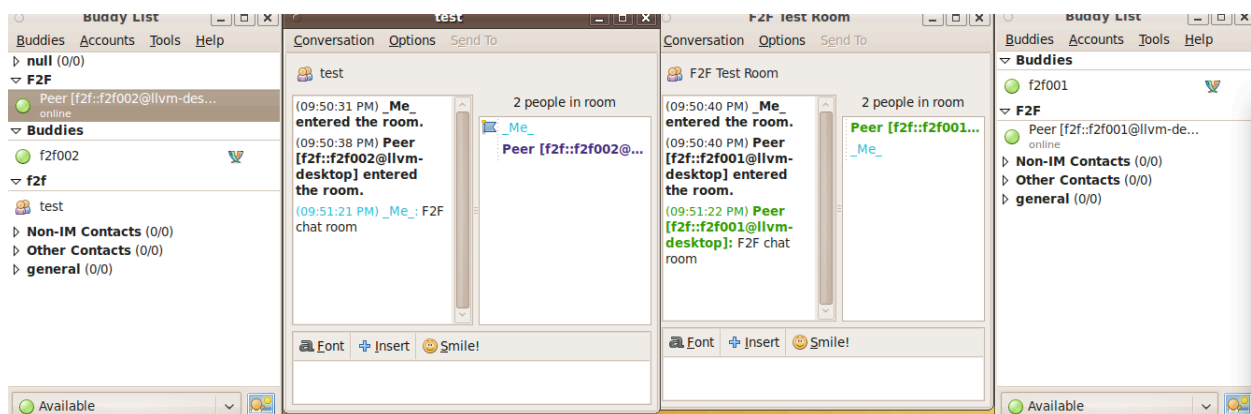 Buddy List
Buddies Accounts Tools Help
null (0/0)
F2F
Peer [f2f::f2f002@llvm-des...
online
Buddies
f2f002
f2f
test
Non-IM Contacts (0/0)
Other Contacts (0/0)
general (0/0)
Available
test
Conversation Options Send To
test
(09:50:31 PM) _Me_
entered the room.
(09:50:38 PM) Peer
[f2f::f2f002@llvm-
desktop] entered
the room.
(09:51:21 PM) _Me_: F2F
chat room
2 people in room
_Me_
Peer [f2f::f2f002@...
Font Insert Smile!
F2F Test Room
Conversation Options Send To
F2F Test Room
(09:50:40 PM) _Me_
entered the room.
(09:50:40 PM) Peer
[f2f::f2f001@llvm-
desktop] entered
the room.
(09:51:22 PM) Peer
[f2f::f2f001@llvm-
desktop]: F2F chat
room
2 people in room
Peer [f2f::f2f001...
_Me_
Font Insert Smile!
Buddy List
Buddies Accounts Tools Help
Buddies
f2f001
F2F
Peer [f2f::f2f001@llvm-de...
online
Non-IM Contacts (0/0)
Other Contacts (0/0)
general (0/0)
Available